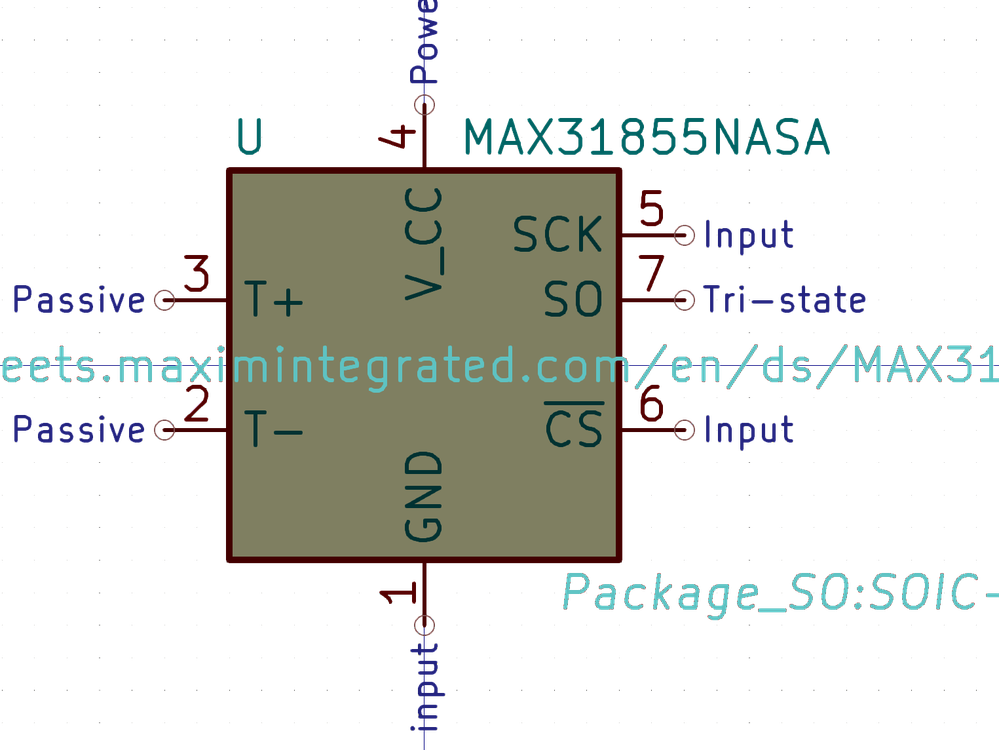 Powe
U
4
MAX31855NASA
V_CC
SCK
5
Input
3
Passive
T+
SO
7
Tri-state
eets.maximintegrated.com/en/ds/MAX31
2
Passive
T-
CS
6
Input
GND
1
Package_SO:SOIC-
input